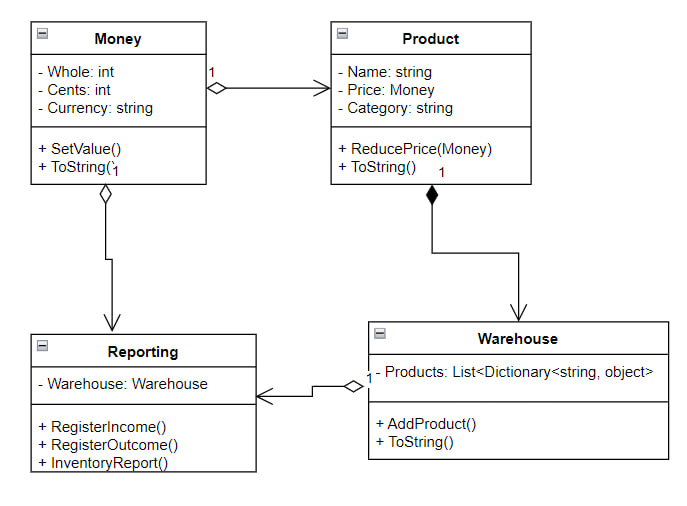 Money
- Whole: int
- Cents: int
- Currency: string
+ SetValue()
+ ToString()
1
1
Product
- Name: string
- Price: Money
- Category: string
+ ReducePrice(Money)
+ ToString()
1
Reporting
- Warehouse: Warehouse
+ RegisterIncome()
+ RegisterOutcome()
+ InventoryReport()
1
Warehouse
- Products: List<Dictionary<string, object>
+ AddProduct()
+ ToString()